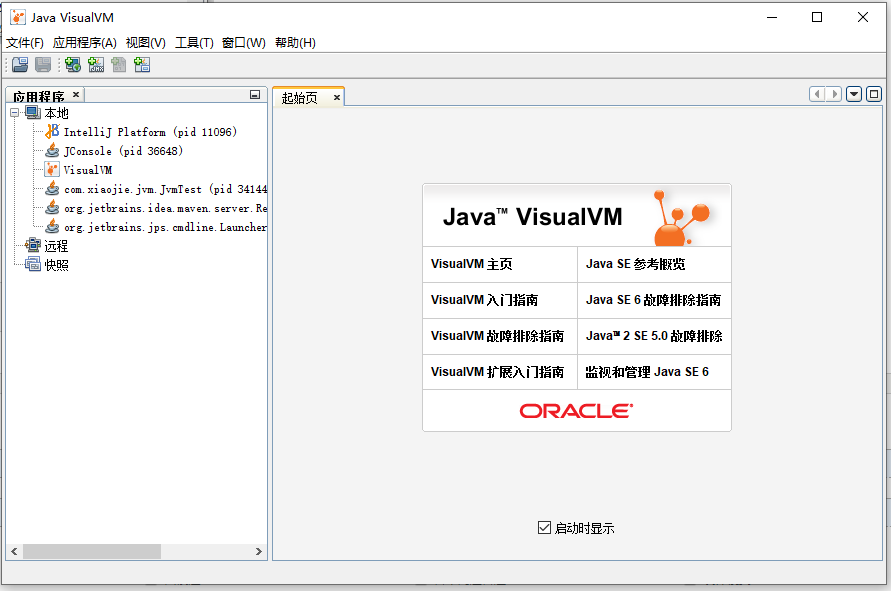 Java VisualVM
文件(F) 应用程序(A) 视图(V) 工具(T) 窗口(W) 帮助(H)
应用程序 ×
起始页 ×
本地
IntelliJ Platform (pid 11096)
JConsole (pid 36648)
VisualVM
com.xiaojie.jvm.JvmTest (pid 34144
org.jetbrains.idea.maven.server.Re
org.jetbrains.jps.cmdline.Launcher
远程
快照
Java™ VisualVM
VisualVM 主页
Java SE 参考概览
VisualVM 入门指南
Java SE 6 故障排除指南
VisualVM 故障排除指南
Java™ 2 SE 5.0 故障排除
VisualVM 扩展入门指南
监视和管理 Java SE 6
ORACLE
启动时显示